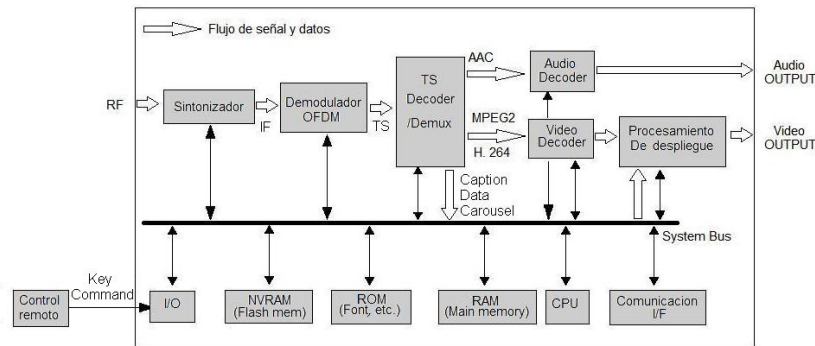 Flujo de señal y datos
RF
Sintonizador
IF
Demodulador
OFDM
TS
TS
Decoder
/Demux
AAC
Audio
Decoder
Audio
OUTPUT
MPEG2
H. 264
Video
Decoder
Procesamiento
De despliegue
Video
OUTPUT
Caption
Data
Carousel
System Bus
Key
Command
Control
remoto
I/O
NVRAM
(Flash mem)
ROM
(Font, etc.)
RAM
(Main memory)
CPU
Comunicacion
I/F